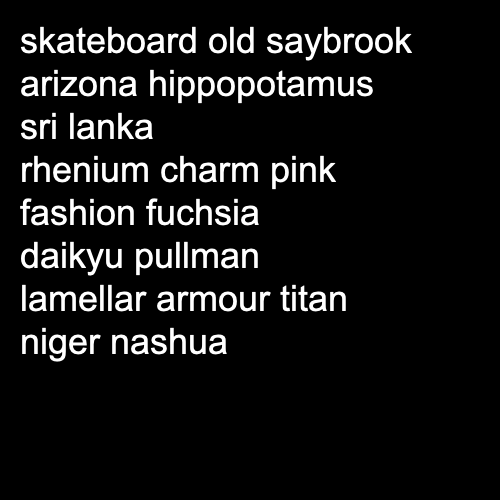 skateboard old saybrook
arizona hippopotamus
sri lanka
rhenium charm pink
fashion fuchsia
daikyu pullman
lamellar armour titan
niger nashua